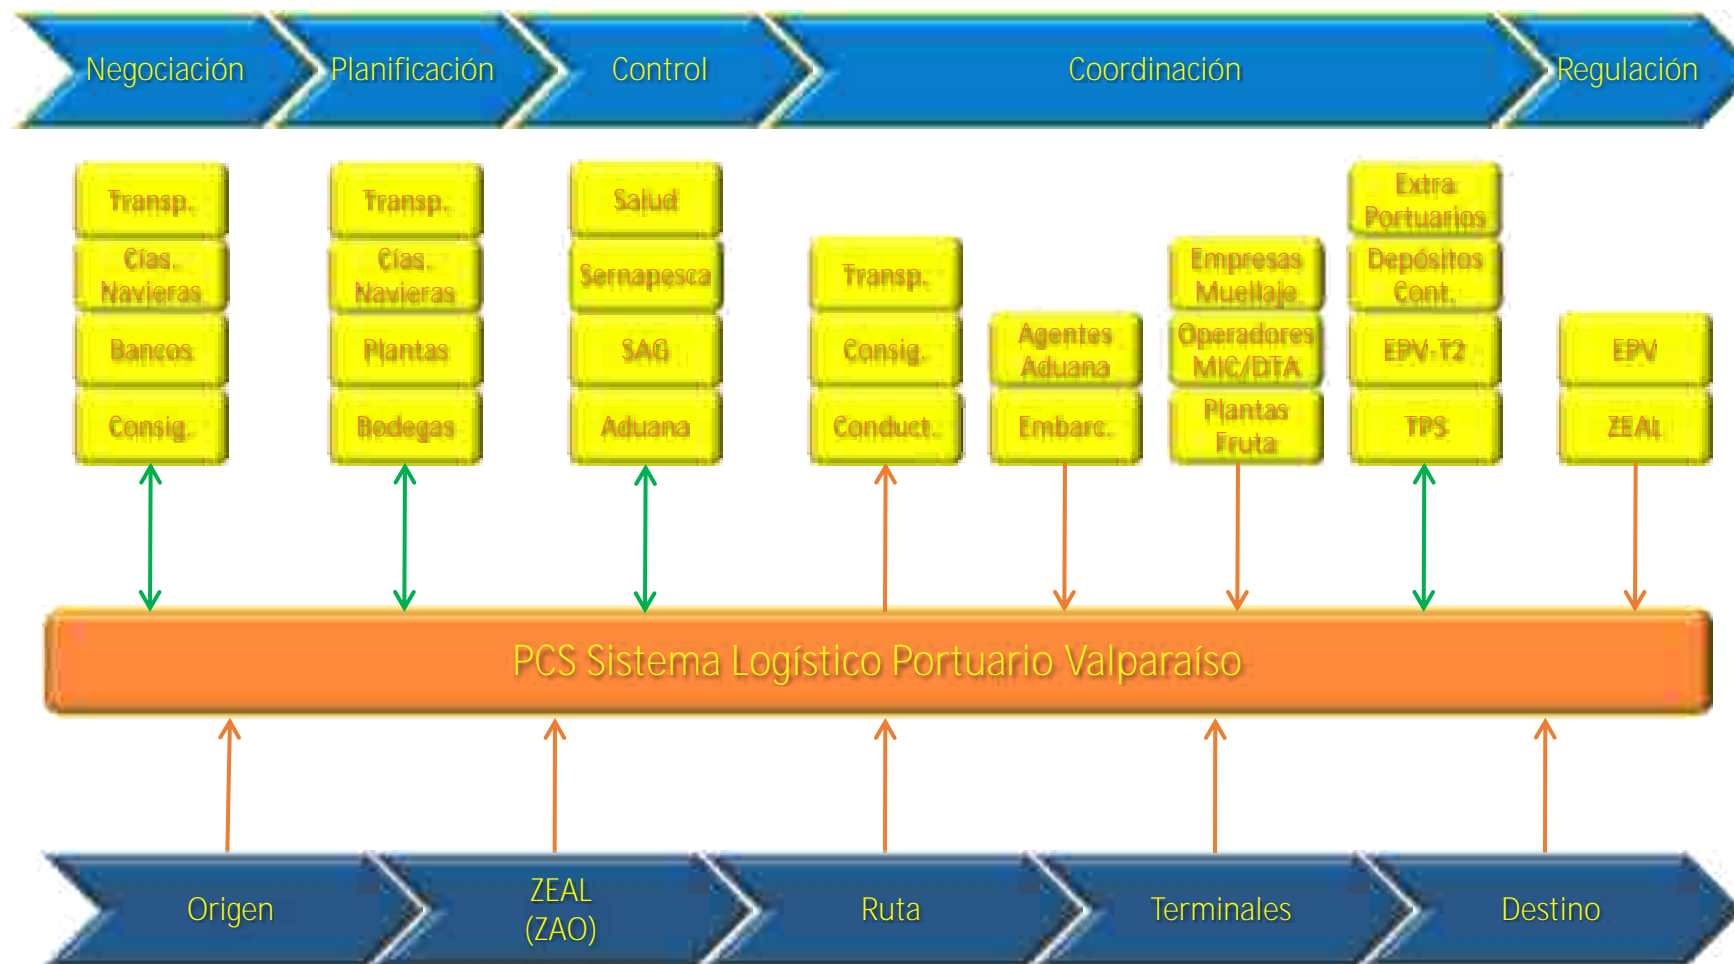 Negociación
Planificación
Control
Coordinación
Regulación
Transp.
Cías.
Navieras
Bancos
Consig.
Transp.
Cías.
Navieras
Plantas
Bodegas
Salud
Sernapesca
SAG
Aduana
Transp.
Consig.
Conduct.
Agentes
Aduana
Embarc.
Empresas
Muellaje
Operadores
MIC/DTA
Plantas
Fruta
Extra
Portuarios
Depósitos
Cont.
EPV-T2
TPS
EPV
ZEAL
PCS Sistema Logístico Portuario Valparaíso
Origen
ZEAL
(ZAO)
Ruta
Terminales
Destino